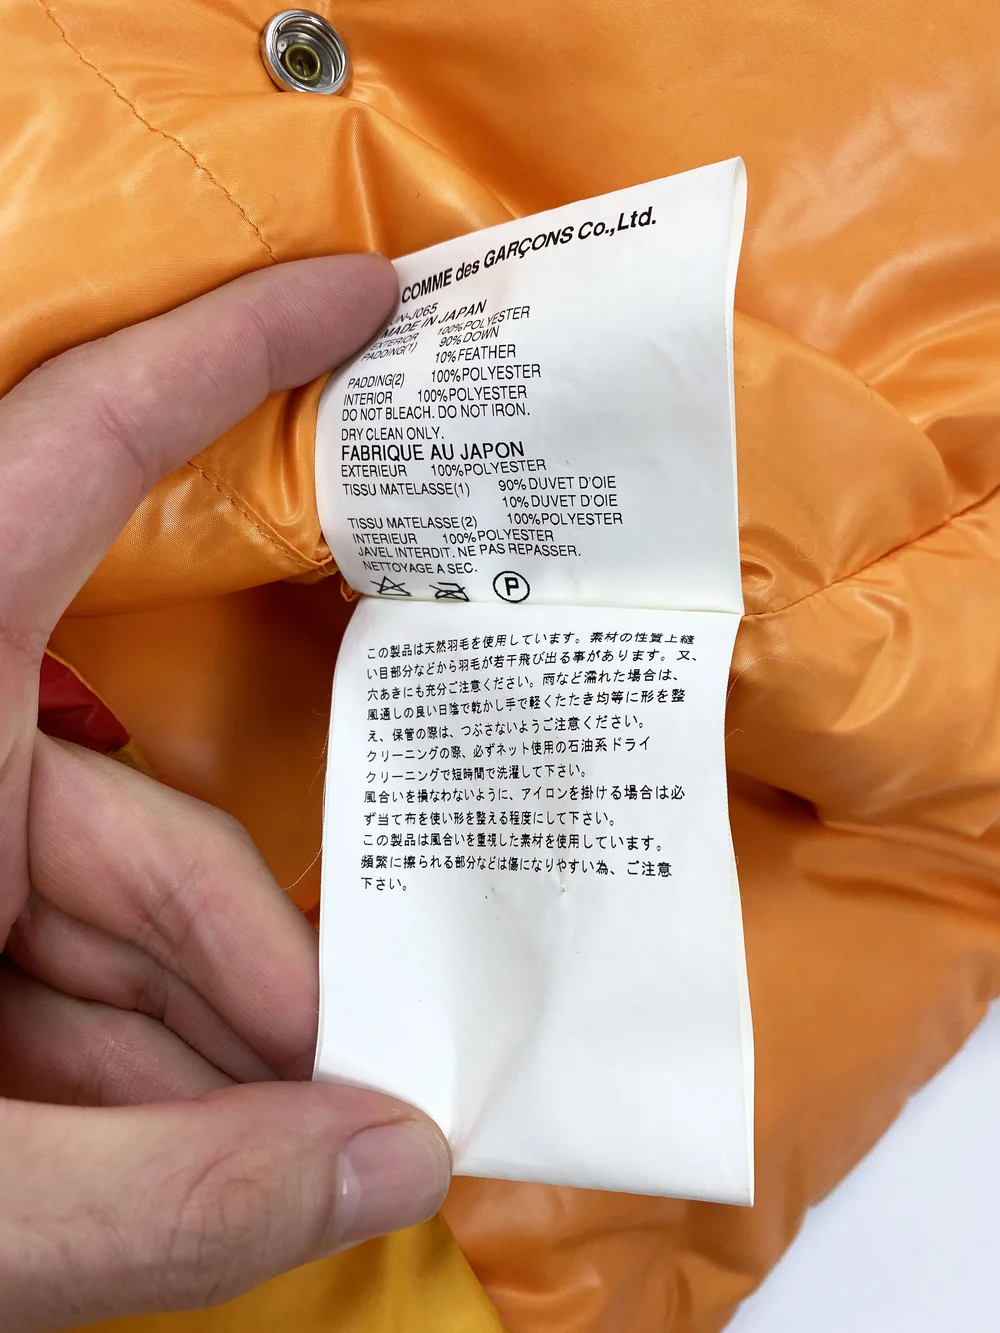 COMME des GARÇONS Co.,Ltd.
UN-J065
MADE IN JAPAN
EXTERIOR 100%POLYESTER
PADDING(1) 90%DOWN
10%FEATHER
PADDING(2) 100%POLYESTER
INTERIOR 100%POLYESTER
DO NOT BLEACH. DO NOT IRON.
DRY CLEAN ONLY.
FABRIQUE AU JAPON
EXTERIEUR 100%POLYESTER
TISSU MATELASSE(1) 90%DUVET D'OIE
10%DUVET D'OIE
TISSU MATELASSE(2) 100%POLYESTER
INTERIEUR 100%POLYESTER
JAVEL INTERDIT. NE PAS REPASSER.
NETTOYAGE A SEC.
P
この製品は天然羽毛を使用しています。素材の性質上縫
い目部分などから羽毛が若干飛び出る事があります。又、
穴あきにも充分ご注意ください。雨など濡れた場合は、
風通しの良い日陰で乾かし手で軽くたたき均等に形を整
え、保管の際は、つぶさないようご注意ください。
クリーニングの際、必ずネット使用の石油系ドライ
クリーニングで短時間で洗濯して下さい。
風合いを損なわないように、アイロンを掛ける場合は必
ず当て布を使い形を整える程度にして下さい。
この製品は風合いを重視した素材を使用しています。
頻繁に擦られる部分などは傷になりやすい為、ご注意
下さい。